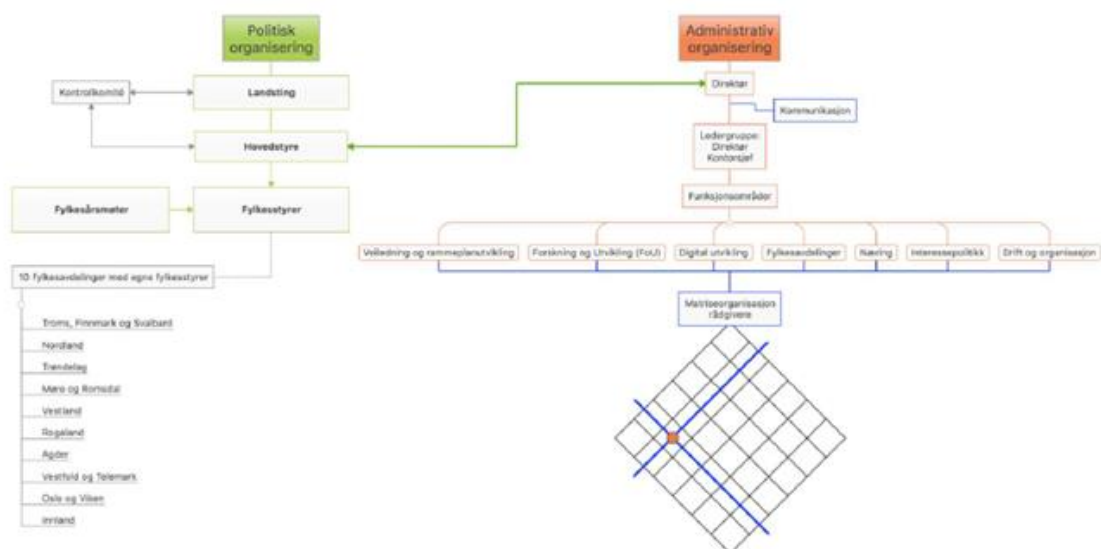 Politisk
organisering
Administrativ
organisering
Kontrollkomité
Landsting
Direktør
Kommunikasjon
Hovedstyre
Ledergruppe:
Direktør
Kontorsjef
Fylkesårsmøter
Fylkesstyrer
Funksjonsområder
Veiledning og rammeplanutvikling
Forskning og Utvikling (FoU)
Digital utvikling
Fylkesavdelinger
Næring
Interessepolitikk
Drift og organisasjon
10 fylkesavdelinger med egne fylkesstyrer
Matriseorganisasjon
rådgivere
Troms, Finnmark og Svalbard
Nordland
Trøndelag
Møre og Romsdal
Vestland
Rogaland
Agder
Vestfold og Telemark
Oslo og Viken
Innland